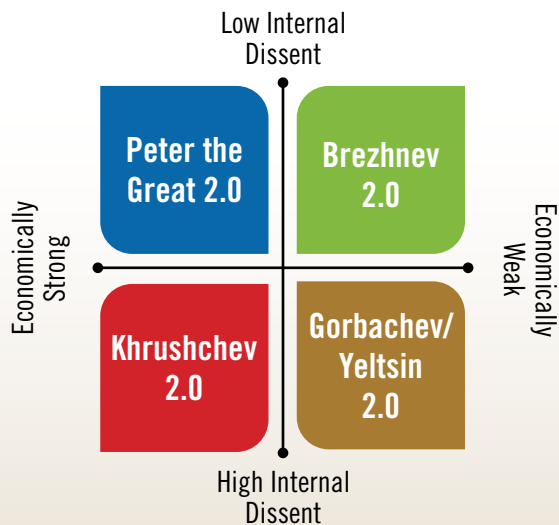 Low Internal
Dissent
Peter the
Great 2.0
Brezhnev
2.0
Economically
Strong
Economically
Weak
Khrushchev
2.0
Gorbachev/
Yeltsin
2.0
High Internal
Dissent